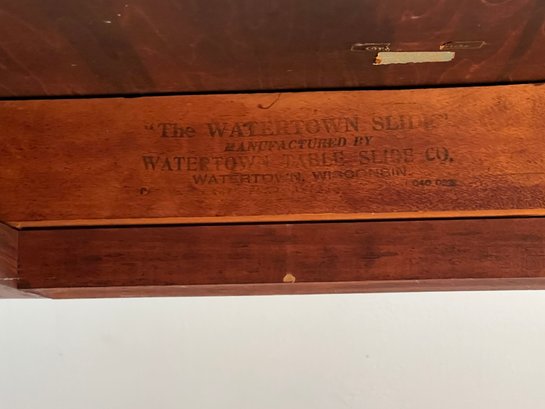 "The WATERTOWN SLIDE"
MANUFACTURED BY
WATERTOWN TABLE SLIDE CO.
WATERTOWN, WISCONSIN.